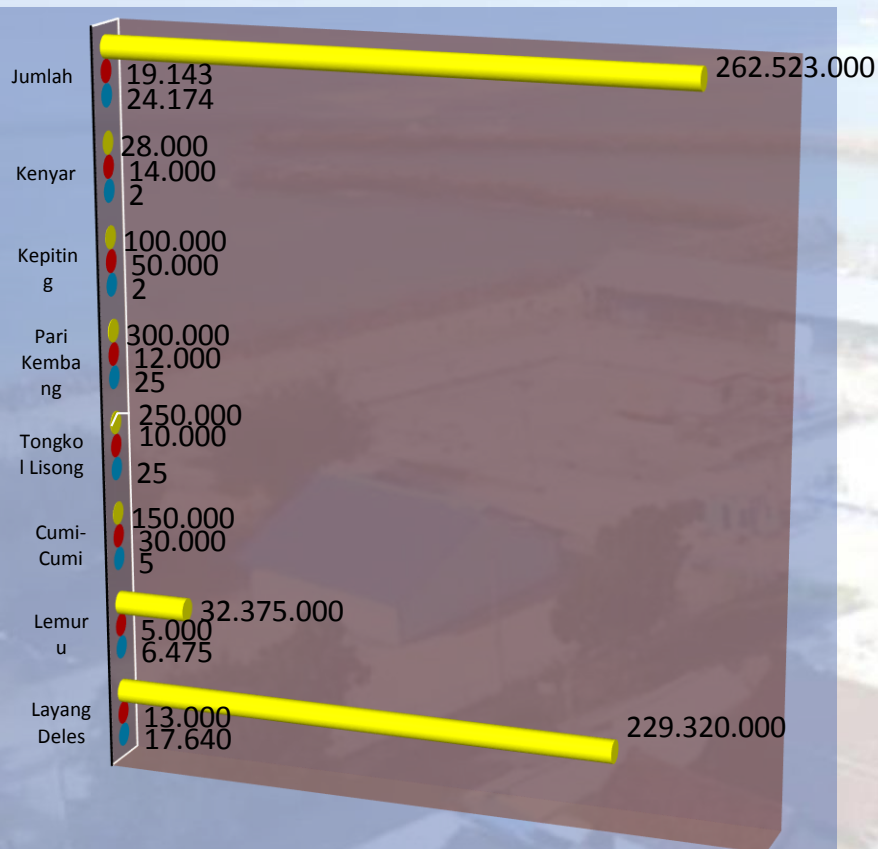 262.523.000
Jumlah
19.143
24.174
28.000
Kenyar
14.000
2
100.000
Kepitin
g
50.000
2
300.000
Pari
Kemba
ng
12.000
25
250.000
Tongko
l Lisong
10.000
25
150.000
Cumi-
Cumi
30.000
5
32.375.000
Lemur
u
5.000
6.475
229.320.000
Layang
Deles
13.000
17.640